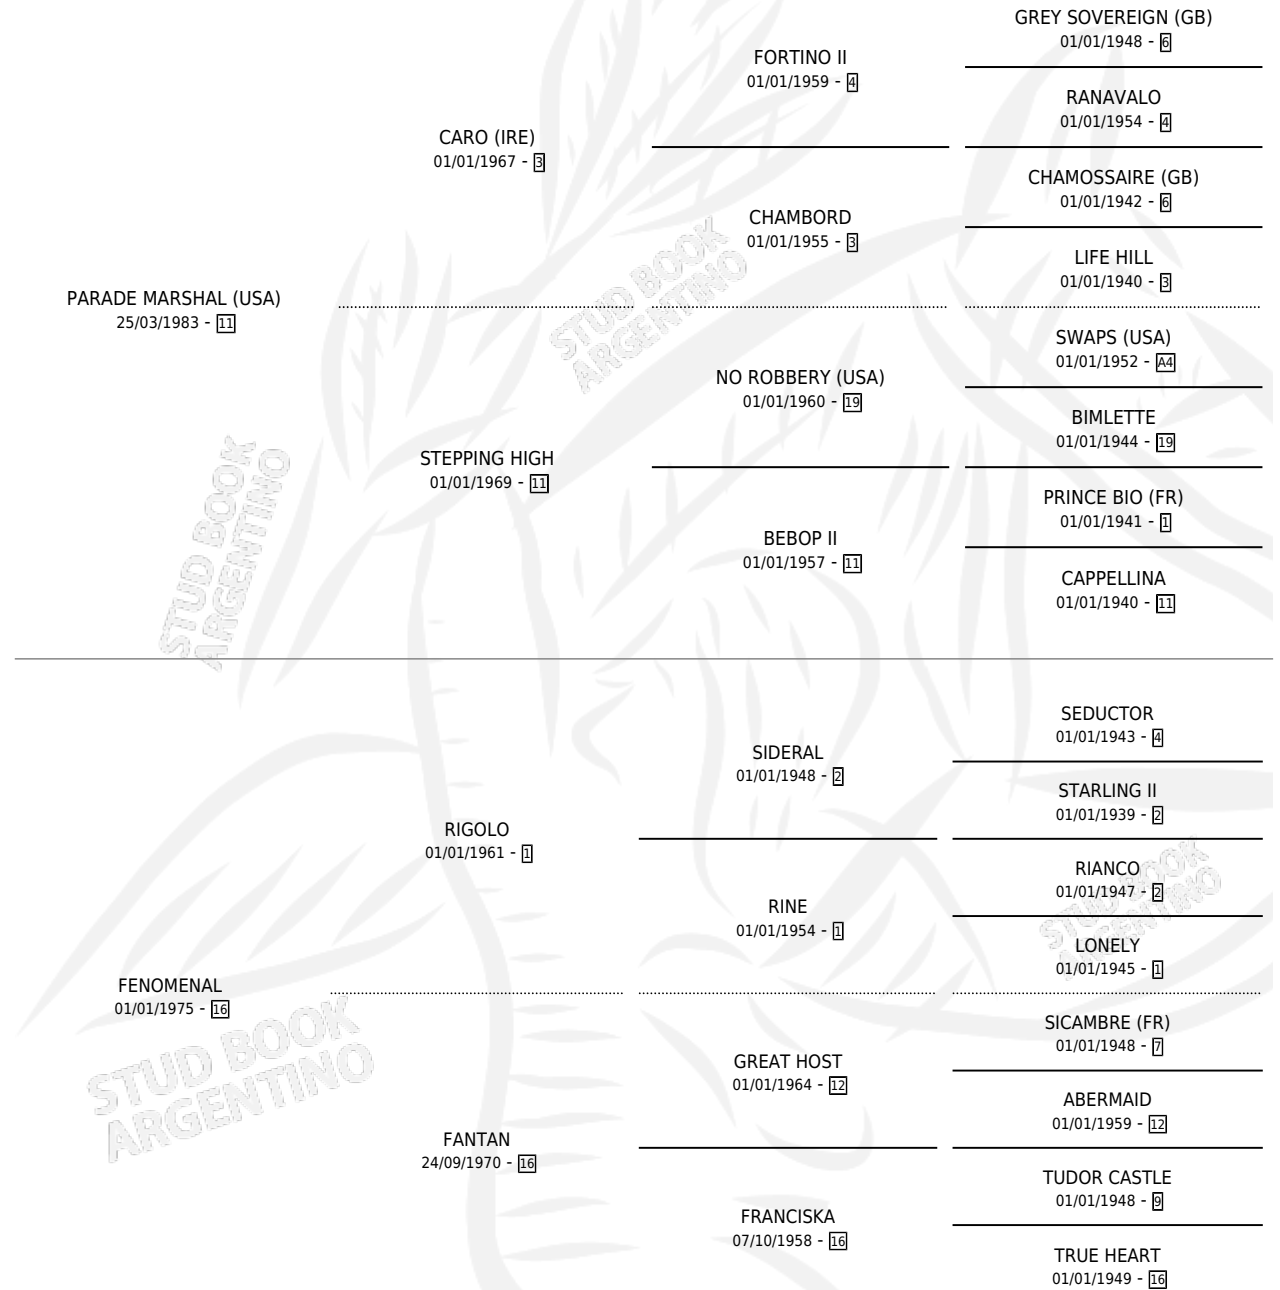 GREY SOVEREIGN (GB)
01/01/1948 - 6
FORTINO II
01/01/1959 - 4
RANAVALO
01/01/1954 - 4
CARO (IRE)
01/01/1967 - 3
CHAMOSSAIRE (GB)
01/01/1942 - 6
CHAMBORD
01/01/1955 - 3
LIFE HILL
01/01/1940 - 3
PARADE MARSHAL (USA)
25/03/1983 - 11
SWAPS (USA)
01/01/1952 - A4
NO ROBBERY (USA)
01/01/1960 - 19
BIMLETTE
01/01/1944 - 19
STEPPING HIGH
01/01/1969 - 11
PRINCE BIO (FR)
01/01/1941 - 1
BEBOP II
01/01/1957 - 11
CAPPELLINA
01/01/1940 - 11
SEDUCTOR
01/01/1943 - 4
SIDERAL
01/01/1948 - 2
STARLING II
01/01/1939 - 2
RIGOLO
01/01/1961 - 1
RIANCO
01/01/1947 - 2
RINE
01/01/1954 - 1
LONELY
01/01/1945 - 1
FENOMENAL
01/01/1975 - 16
SICAMBRE (FR)
01/01/1948 - 7
GREAT HOST
01/01/1964 - 12
ABERMAID
01/01/1959 - 12
FANTAN
24/09/1970 - 16
TUDOR CASTLE
01/01/1948 - 9
FRANCISKA
07/10/1958 - 16
TRUE HEART
01/01/1949 - 16
STUD BOOK
ARGENTINO
STUD BOOK
ARGENTINO
STUD BOOK
ARGENTINO
STUD BOOK
ARGENTINO